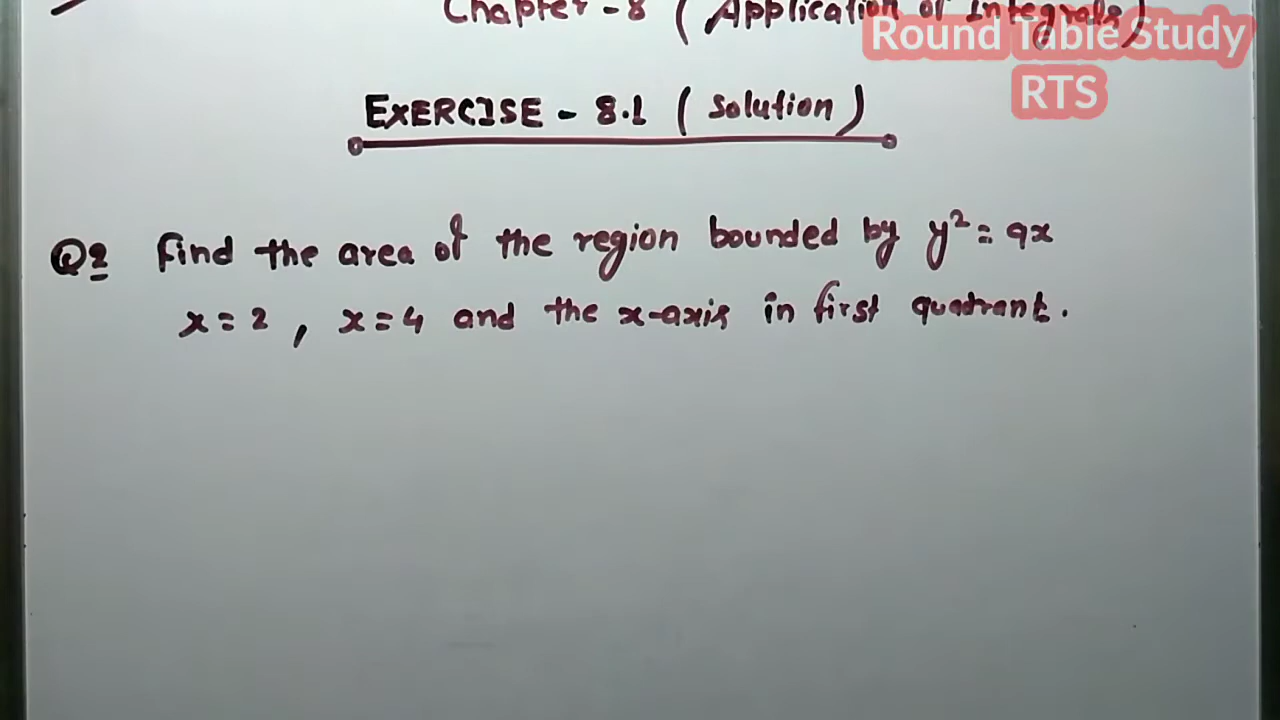 Chapter - 8 ( Application of Integrals )
Round Table Study
RTS
EXERCISE - 8.1 ( Solution )
Q2 Find the area of the region bounded by y² = 9x
x = 2 , x = 4 and the x-axis in first quadrant.